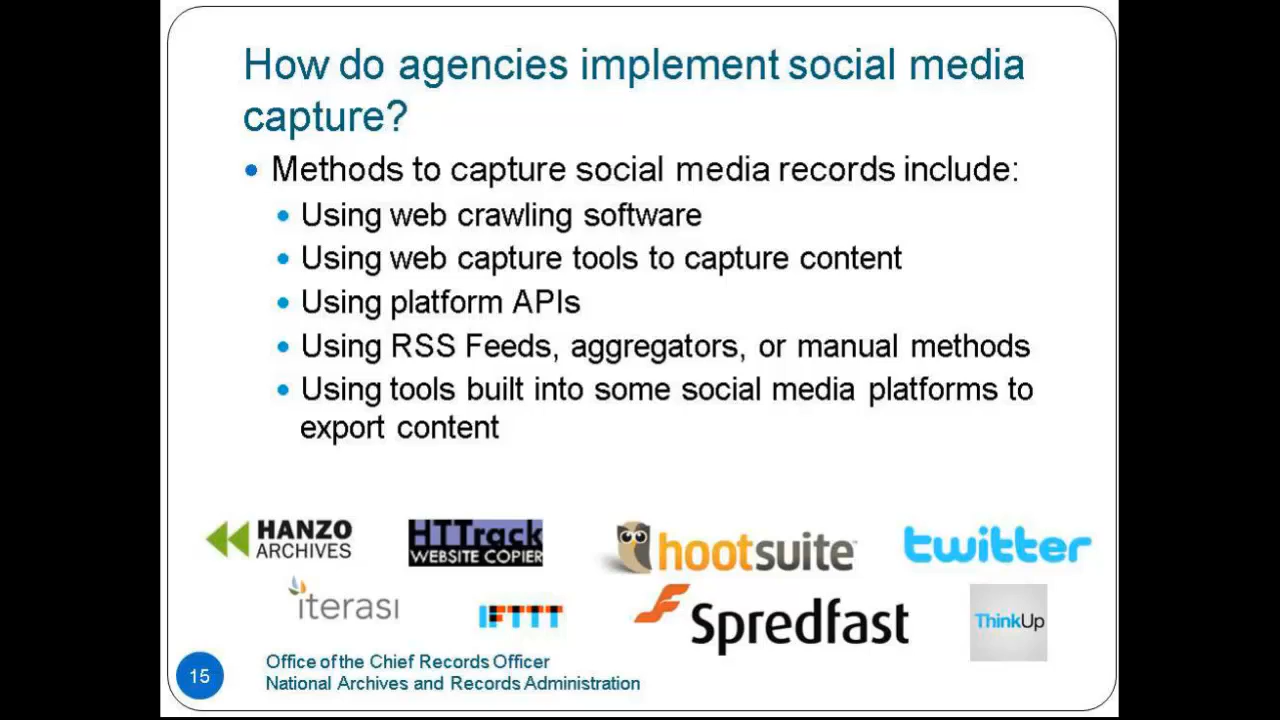 How do agencies implement social media
capture?
• Methods to capture social media records include:
• Using web crawling software
• Using web capture tools to capture content
• Using platform APIs
• Using RSS Feeds, aggregators, or manual methods
• Using tools built into some social media platforms to
export content
HANZO
ARCHIVES
HTTrack
WEBSITE COPIER
hootsuite™
twitter
iterasi
IFTTT
Spredfast
ThinkUp
15
Office of the Chief Records Officer
National Archives and Records Administration